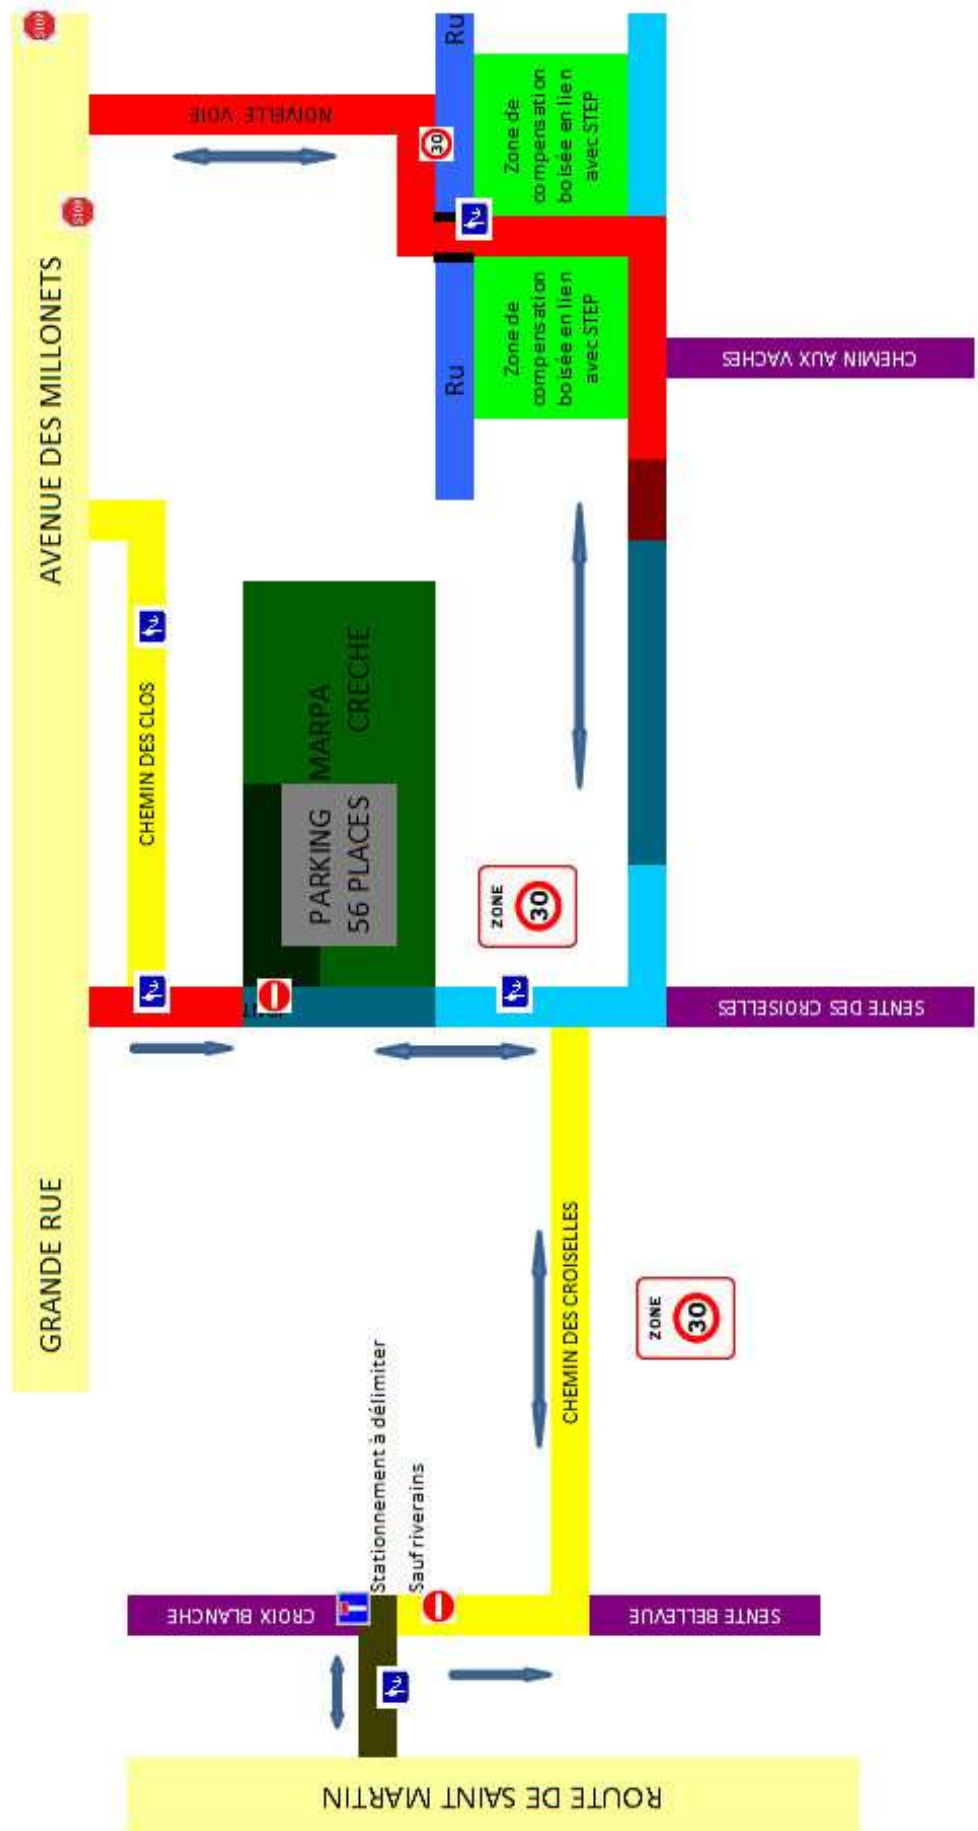 STOP
STOP
AVENUE DES MILLONETS
GRANDE RUE
NOIVELLE VOIE
30
Ru
Zone de
compensation
boisée en lien
avec STEP
Ru
Zone de
compensation
boisée en lien
avec STEP
CHEMIN AUX VACHES
CHEMIN DES CLOS
MARPA
CRECHE
PARKING
56 PLACES
ZONE
30
SENTE DES CROISELLES
CHEMIN DES CROISELLES
ZONE
30
Stationnement à délimiter
Sauf riverains
CROIX BLANCHE
SENTE BELLEVUE
ROUTE DE SAINT MARTIN